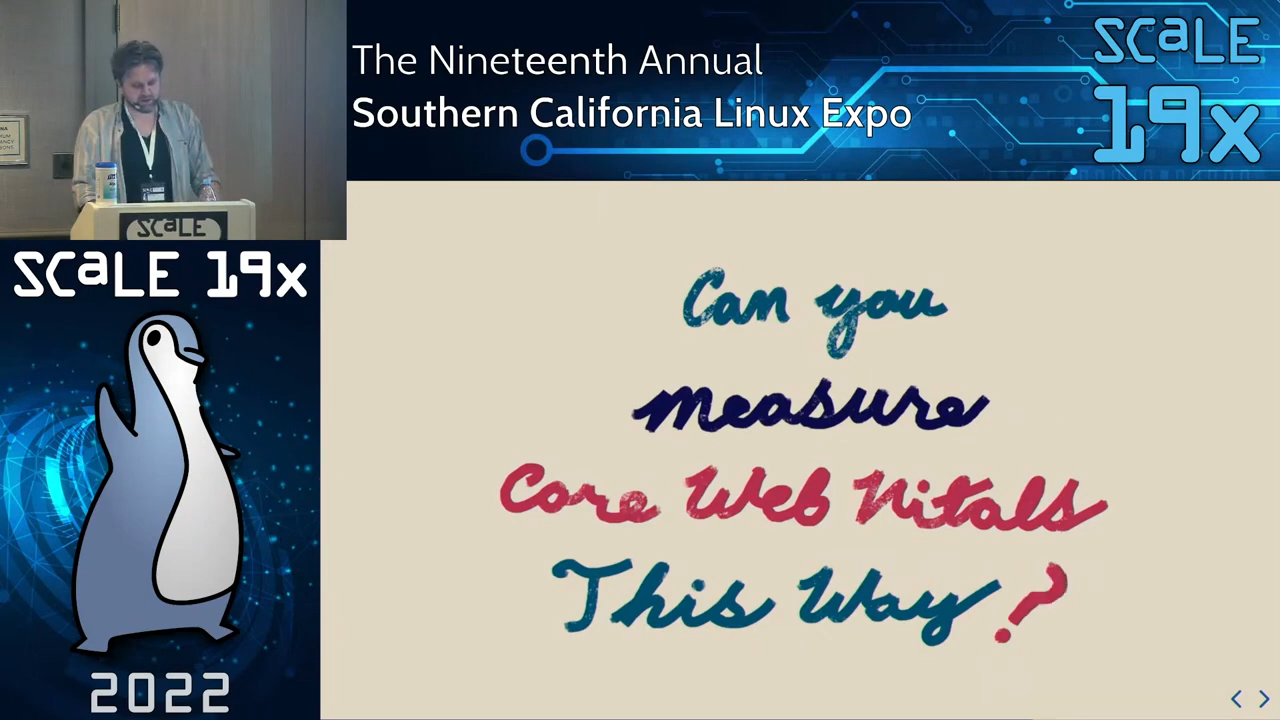 The Nineteenth Annual
Southern California Linux Expo
SCaLE
19x
SCaLE
SCaLE 19x
2022
Can you
measure
Core Web Vitals
This Way?